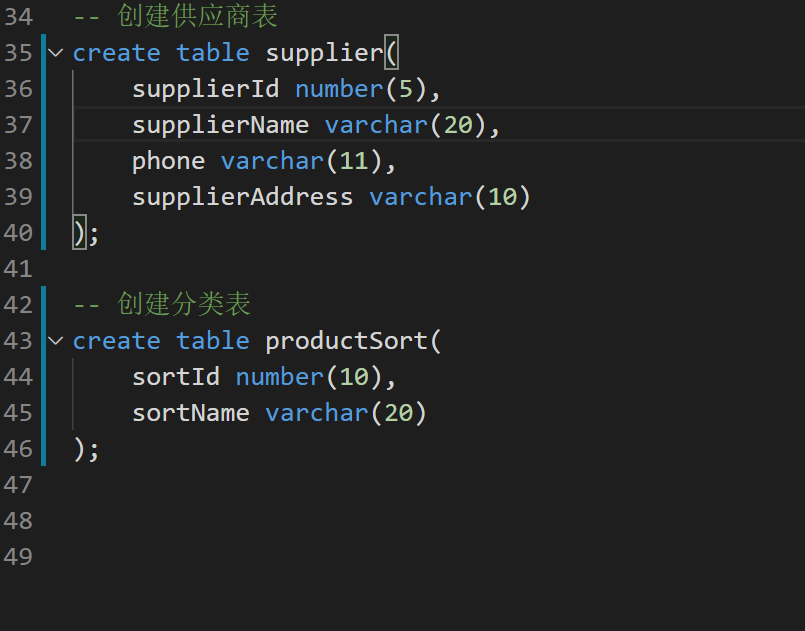 34 -- 创建供应商表
35 create table supplier(
36 supplierId number(5),
37 supplierName varchar(20),
38 phone varchar(11),
39 supplierAddress varchar(10)
40 );
41
42 -- 创建分类表
43 create table productSort(
44 sortId number(10),
45 sortName varchar(20)
46 );
47
48
49